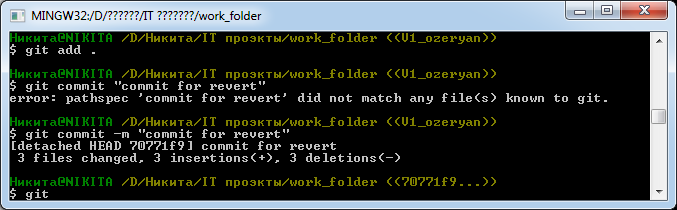 MINGW32:/D/??????/IT ???????/work_folder
Никита@NIKITA /D/Никита/IT проэкты/work_folder ((V1_ozeryan))
$ git add .
Никита@NIKITA /D/Никита/IT проэкты/work_folder ((V1_ozeryan))
$ git commit "commit for revert"
error: pathspec 'commit for revert' did not match any file(s) known to git.
Никита@NIKITA /D/Никита/IT проэкты/work_folder ((V1_ozeryan))
$ git commit -m "commit for revert"
[detached HEAD 70771f9] commit for revert
3 files changed, 3 insertions(+), 3 deletions(-)
Никита@NIKITA /D/Никита/IT проэкты/work_folder ((70771f9...))
$ git